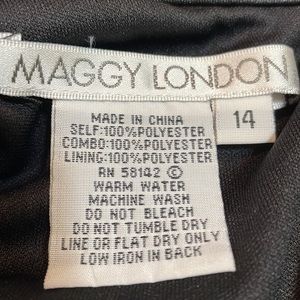 MAGGY LONDON
14
MADE IN CHINA
SELF:100%POLYESTER
COMBO:100%POLYESTER
LINING:100%POLYESTER
RN 58142 ©
WARM WATER
MACHINE WASH
DO NOT BLEACH
DO NOT TUMBLE DRY
LINE OR FLAT DRY ONLY
LOW IRON IN BACK